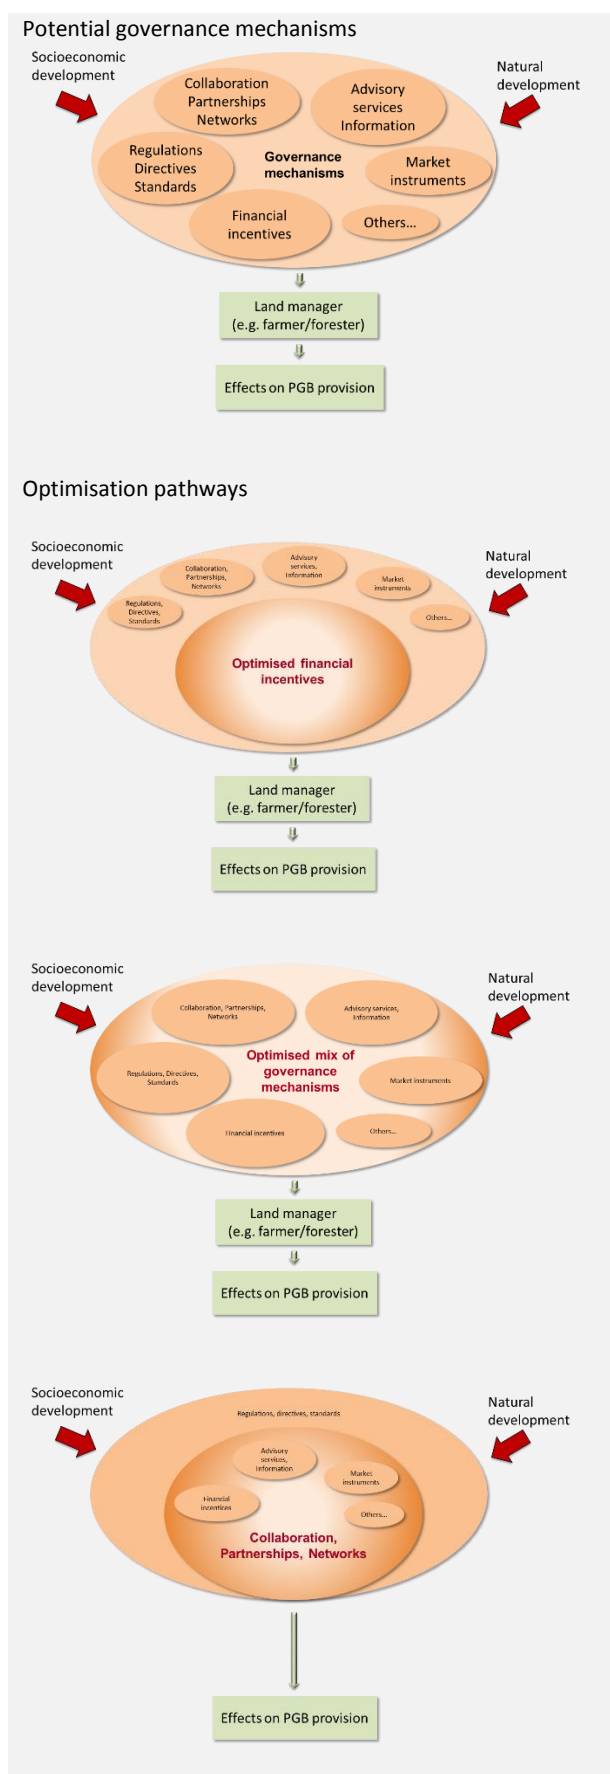 Potential governance mechanisms
Socioeconomic
development
Natural
development
Collaboration
Partnerships
Networks
Advisory
services
Information
Regulations
Directives
Standards
Governance
mechanisms
Market
instruments
Financial
incentives
Others...
Land manager
(e.g. farmer/forester)
Effects on PGB provision
Optimisation pathways
Socioeconomic
development
Natural
development
Advisory
services,
Information
Collaboration,
Partnerships,
Networks
Market
instruments
Regulations,
Directives,
Standards
Others...
Optimised financial
incentives
Land manager
(e.g. farmer/forester)
Effects on PGB provision
Socioeconomic
development
Natural
development
Collaboration, Partnerships,
Networks
Advisory services,
Information
Optimised mix of
governance
mechanisms
Regulations, Directives,
Standards
Market instruments
Financial incentives
Others...
Land manager
(e.g. farmer/forester)
Effects on PGB provision
Socioeconomic
development
Natural
development
Regulations, directives, standards
Advisory
services,
Information
Market
instruments
Financial
incentives
Others...
Collaboration,
Partnerships, Networks
Effects on PGB provision